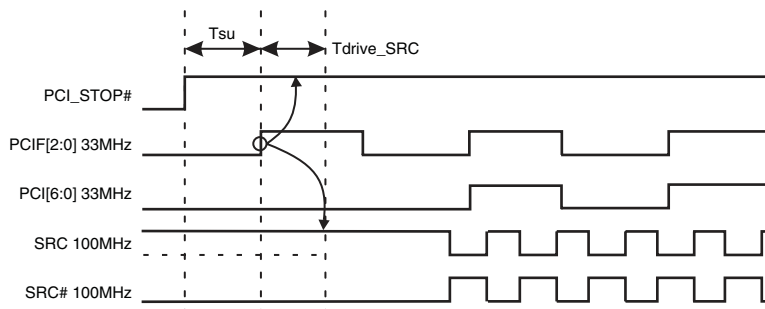 Tsu
Tdrive_SRC
PCI_STOP#
PCIF[2:0] 33MHz
PCI[6:0] 33MHz
SRC 100MHz
SRC# 100MHz